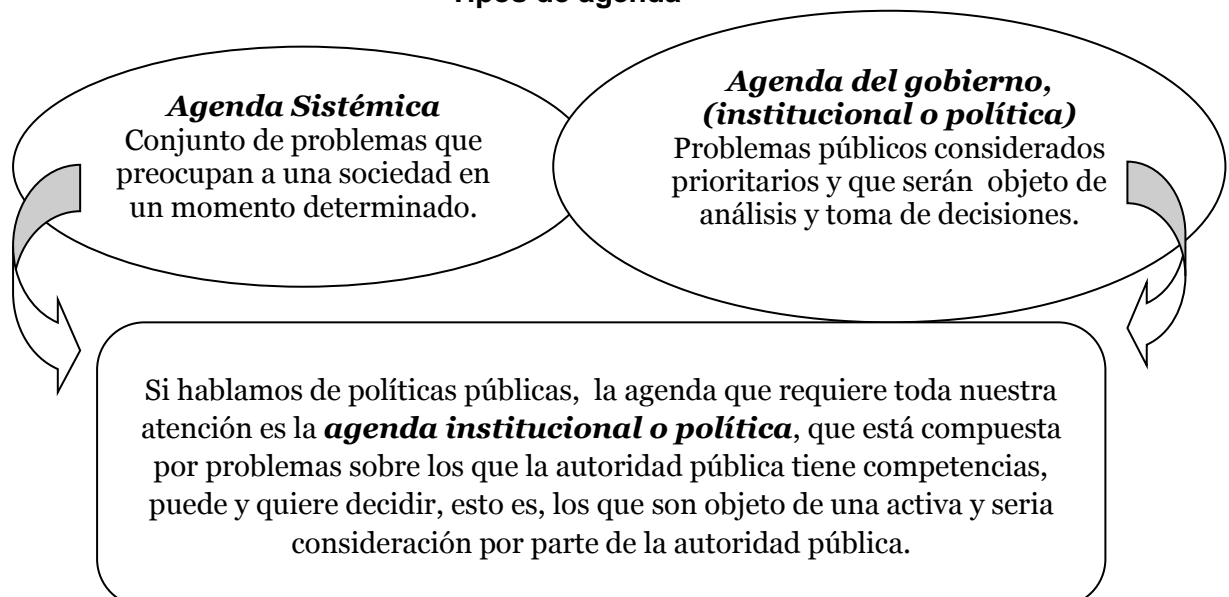 Tipos de agenda
Agenda Sistémica
Conjunto de problemas que
preocupan a una sociedad en
un momento determinado.
Agenda del gobierno,
(institucional o política)
Problemas públicos considerados
prioritarios y que serán objeto de
análisis y toma de decisiones.
Si hablamos de políticas públicas, la agenda que requiere toda nuestra
atención es la agenda institucional o política, que está compuesta
por problemas sobre los que la autoridad pública tiene competencias,
puede y quiere decidir, esto es, los que son objeto de una activa y seria
consideración por parte de la autoridad pública.